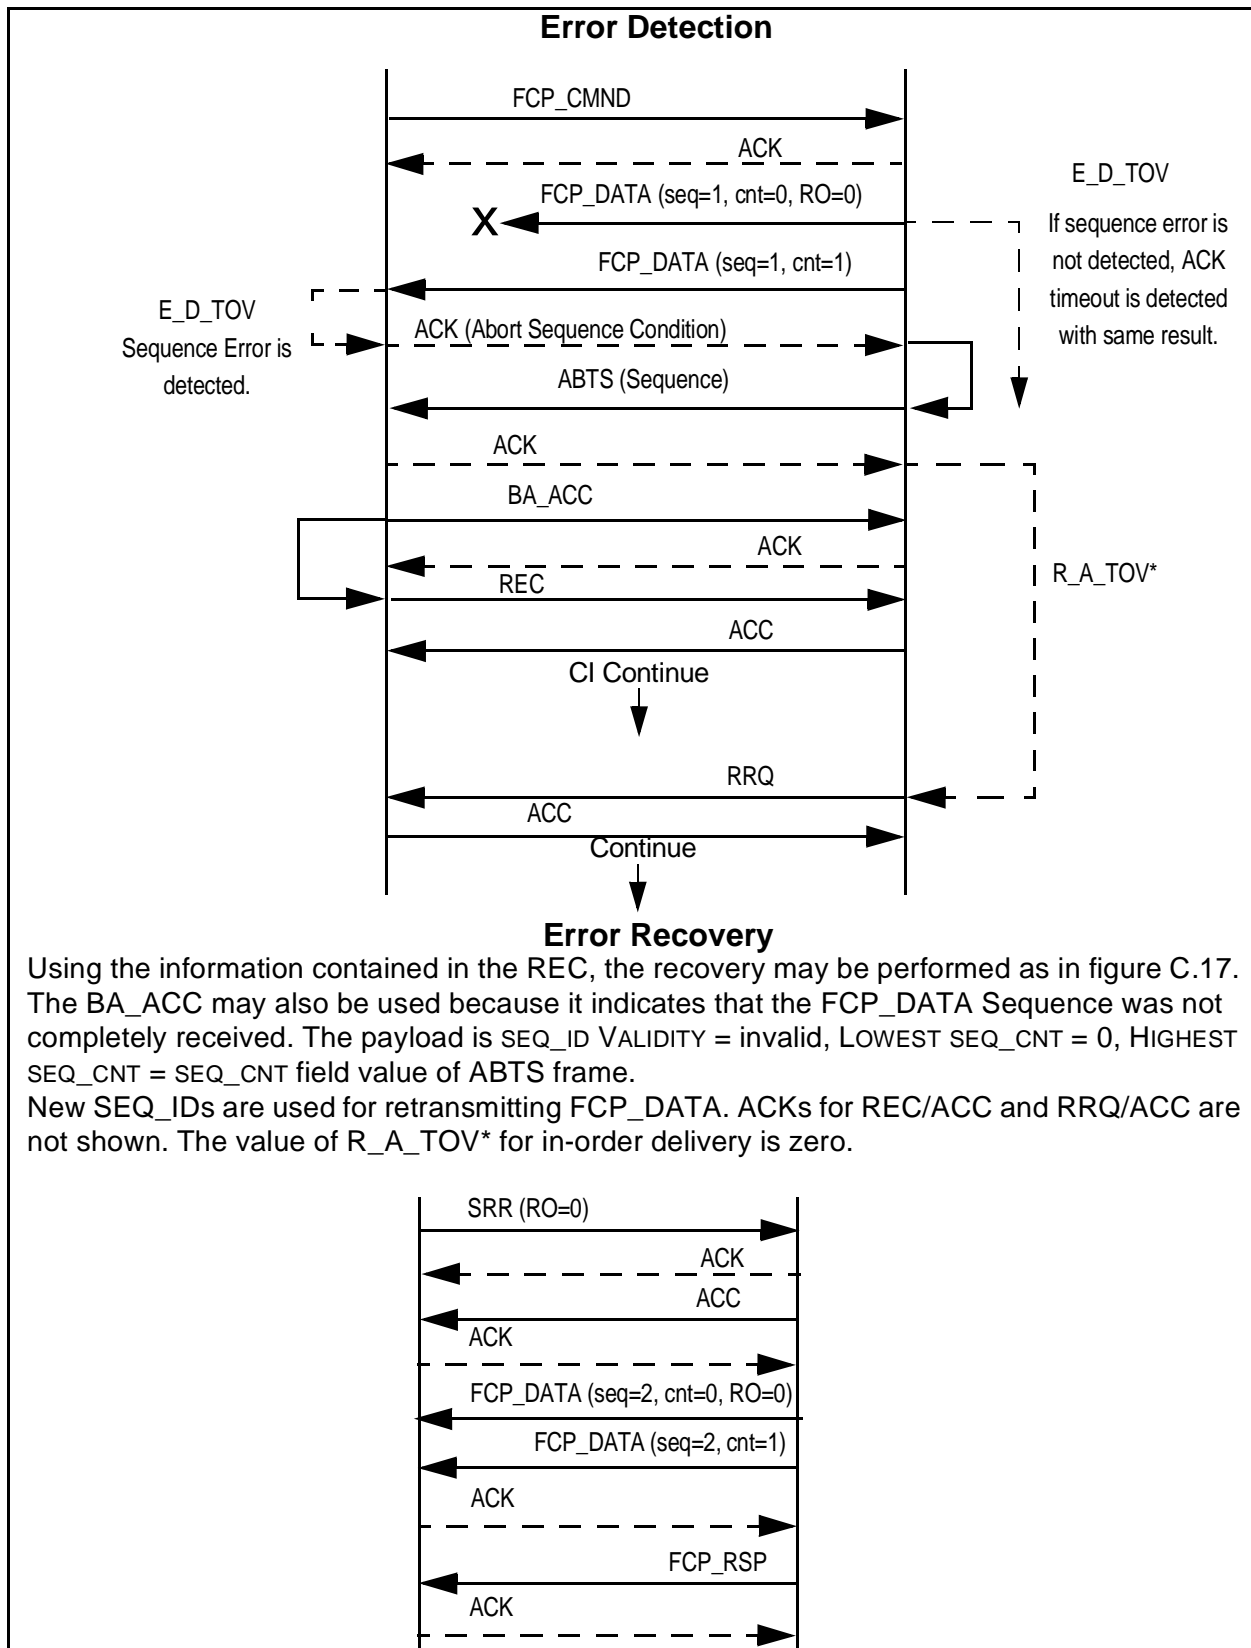 Error Detection
FCP_CMND
ACK
E_D_TOV
FCP_DATA (seq=1, cnt=0, RO=0)
X
If sequence error is
not detected, ACK
timeout is detected
with same result.
FCP_DATA (seq=1, cnt=1)
E_D_TOV
Sequence Error is
detected.
ACK (Abort Sequence Condition)
ABTS (Sequence)
ACK
BA_ACC
ACK
R_A_TOV*
REC
ACC
CI Continue
RRQ
ACC
Continue
Error Recovery
Using the information contained in the REC, the recovery may be performed as in figure C.17.
The BA_ACC may also be used because it indicates that the FCP_DATA Sequence was not
completely received. The payload is SEQ_ID VALIDITY = invalid, LOWEST SEQ_CNT = 0, HIGHEST
SEQ_CNT = SEQ_CNT field value of ABTS frame.
New SEQ_IDs are used for retransmitting FCP_DATA. ACKs for REC/ACC and RRQ/ACC are
not shown. The value of R_A_TOV* for in-order delivery is zero.
SRR (RO=0)
ACK
ACC
ACK
FCP_DATA (seq=2, cnt=0, RO=0)
FCP_DATA (seq=2, cnt=1)
ACK
FCP_RSP
ACK